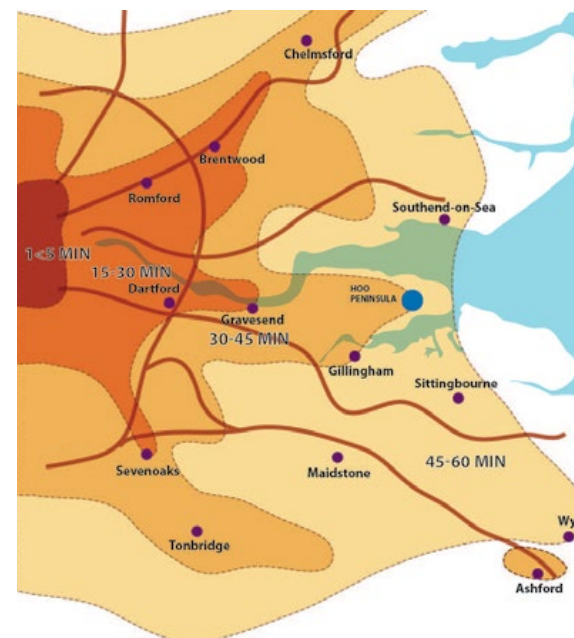 Chelmsford
Brentwood
Romford
Southend-on-Sea
1<5 MIN
15-30 MIN
Dartford
HOO
PENINSULA
Gravesend
30-45 MIN
Gillingham
Sittingbourne
Sevenoaks
Maidstone
45-60 MIN
Tonbridge
Wy
Ashford